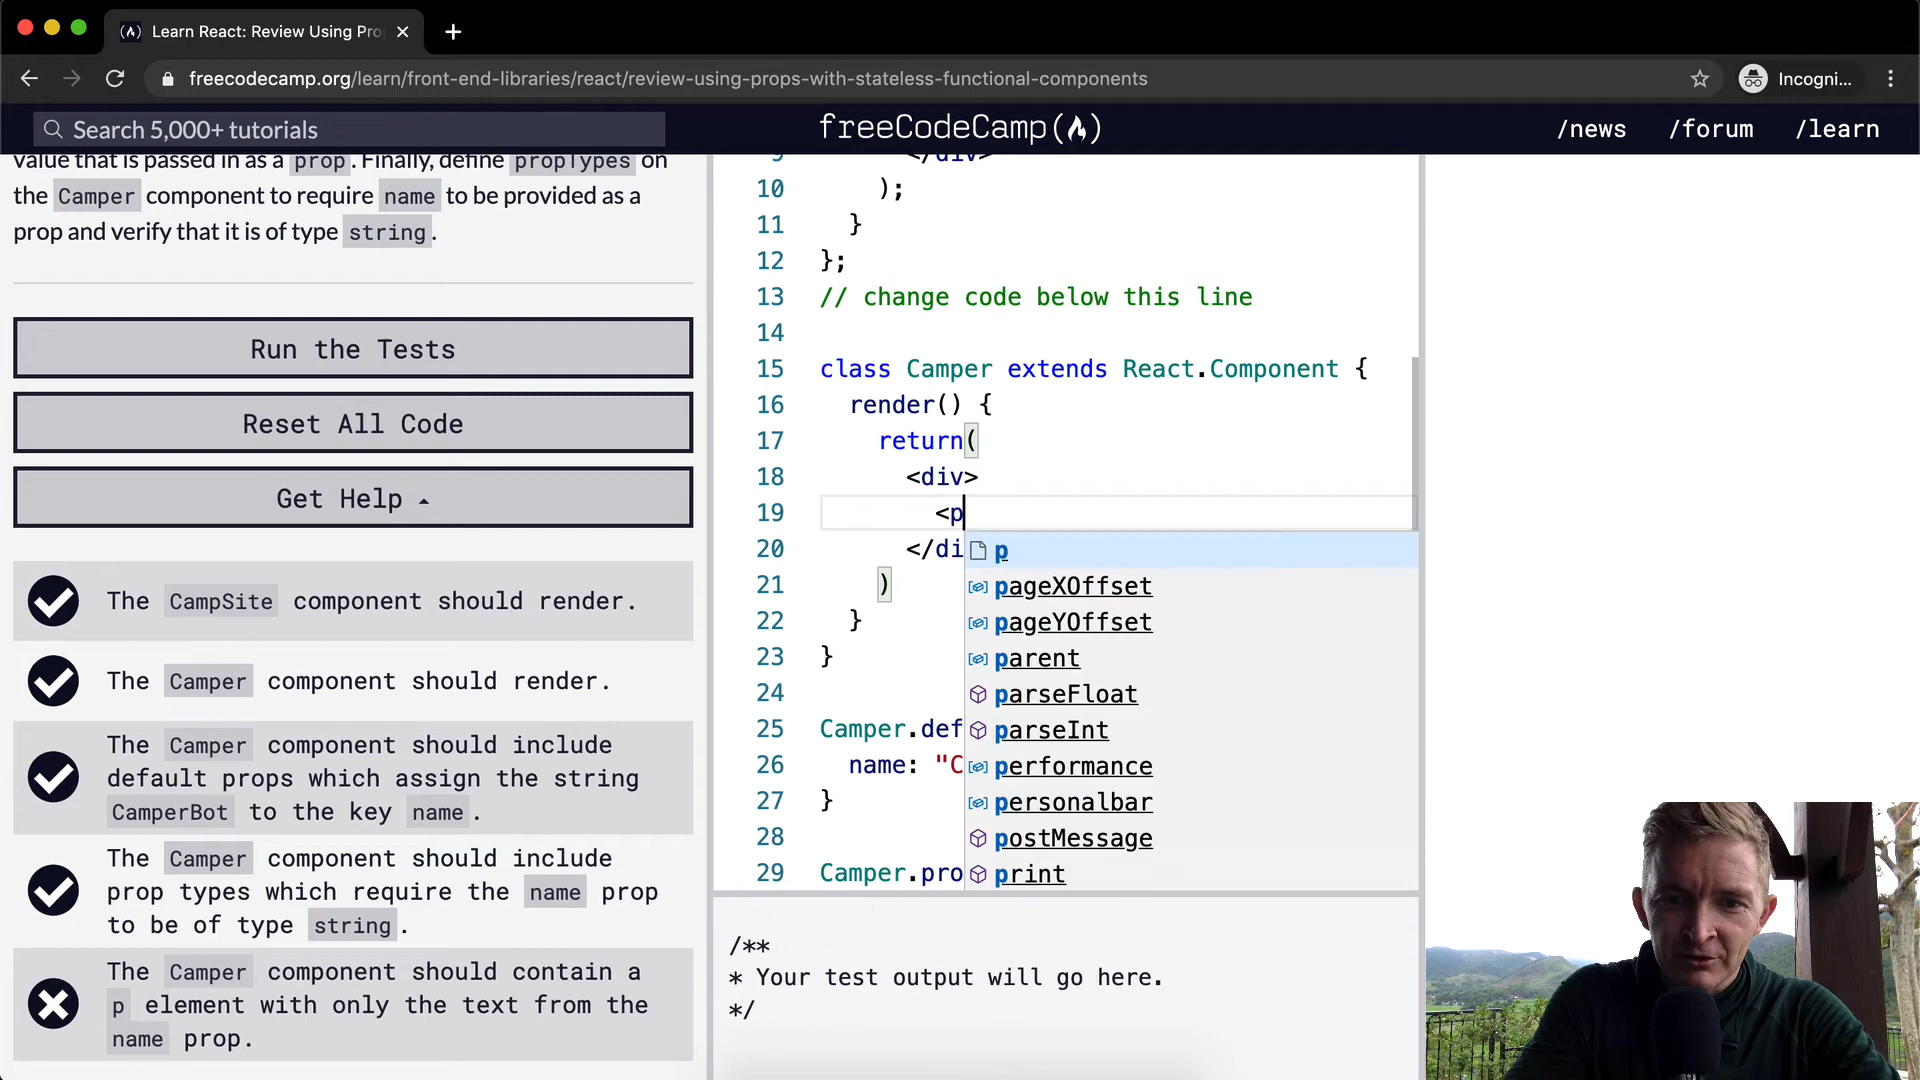 Learn React: Review Using Pro
freecodecamp.org/learn/front-end-libraries/react/review-using-props-with-stateless-functional-components
Incogni...
Search 5,000+ tutorials
freeCodeCamp(🔥)
/news /forum /learn
value that is passed in as a prop. Finally, define propTypes on
the Camper component to require name to be provided as a
prop and verify that it is of type string.
Run the Tests
Reset All Code
Get Help
The CampSite component should render.
The Camper component should render.
The Camper component should include
default props which assign the string
CamperBot to the key name.
The Camper component should include
prop types which require the name prop
to be of type string.
The Camper component should contain a
p element with only the text from the
name prop.
9 </div>
10 );
11 }
12 };
13 // change code below this line
14
15 class Camper extends React.Component {
16 render() {
17 return(
18 <div>
19 <p
20 </di
21 )
22 }
23 }
24
25 Camper.def
26 name: "C
27 }
28
29 Camper.pro
p
pageXOffset
pageYOffset
parent
parseFloat
parseInt
performance
personalbar
postMessage
print
/**
* Your test output will go here.
*/